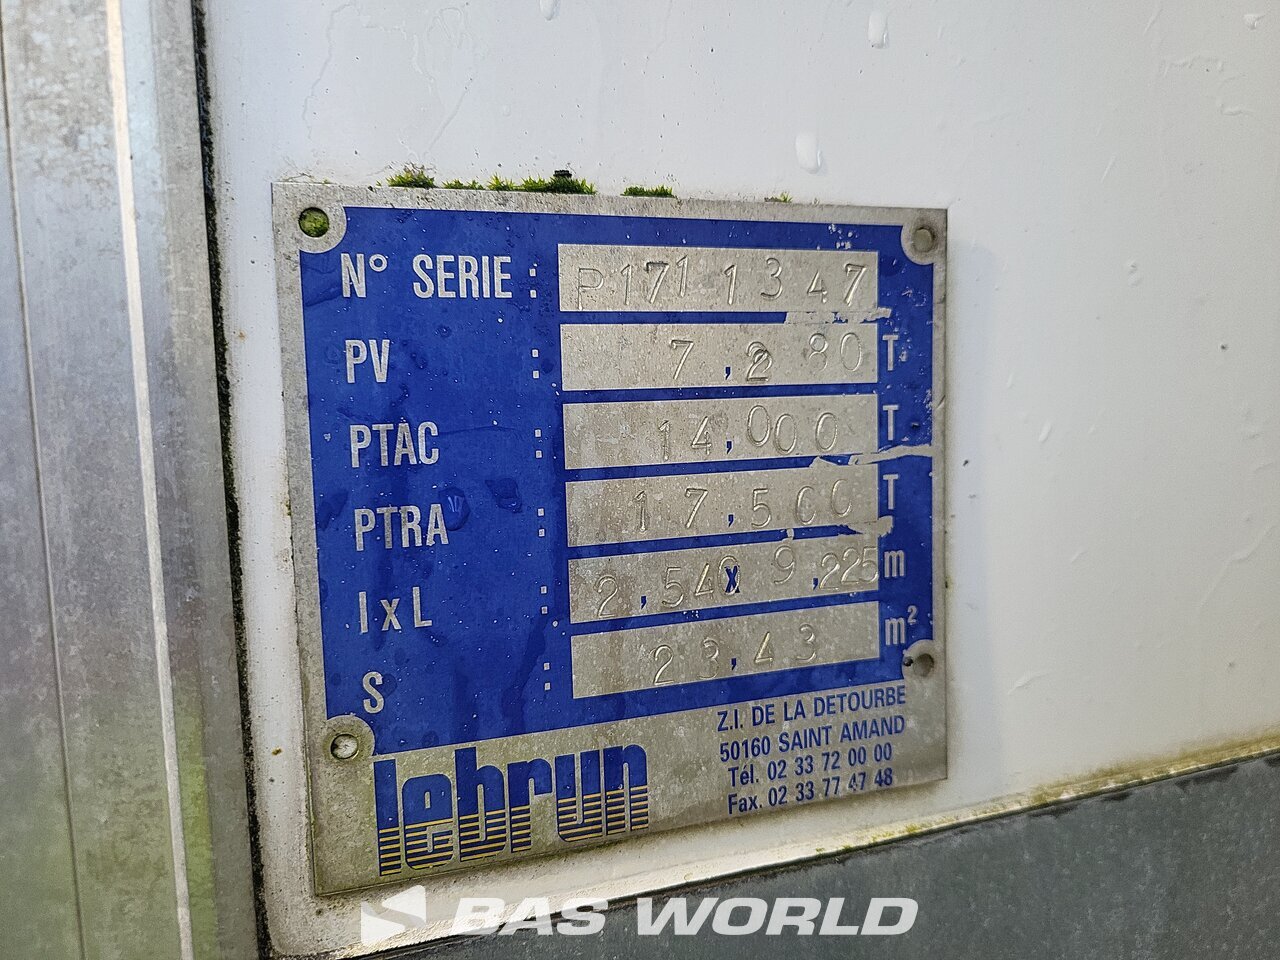 N° SERIE : P1711347
PV : 7,280 T
PTAC : 14,000 T
PTRA : 17,500 T
l x L : 2,540 x 9,225 m
S : 23,43 m²
lebrun
Z.I. DE LA DETOURBE
50160 SAINT AMAND
Tél. 02 33 72 00 00
Fax. 02 33 77 47 48
BAS WORLD